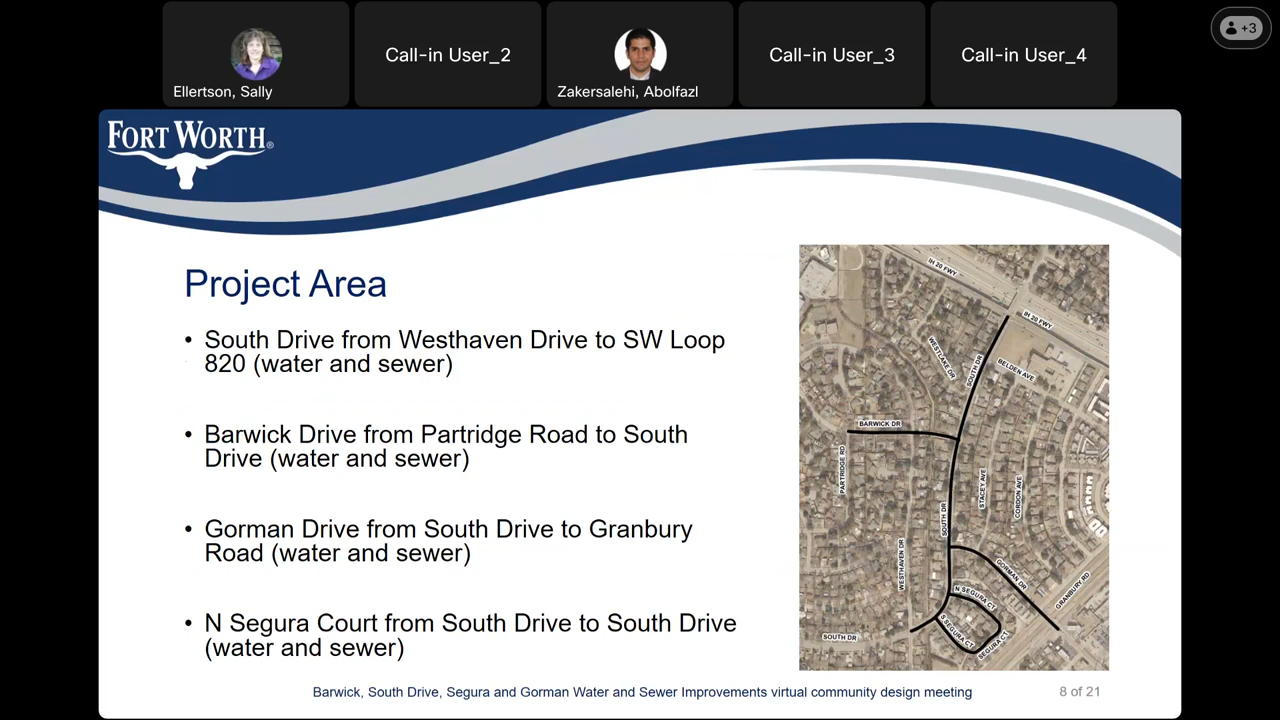 Ellertson, Sally
Call-in User_2
Zakersalehi, Abolfazl
Call-in User_3
Call-in User_4
+3
FORT WORTH®
Project Area
• South Drive from Westhaven Drive to SW Loop
820 (water and sewer)
• Barwick Drive from Partridge Road to South
Drive (water and sewer)
• Gorman Drive from South Drive to Granbury
Road (water and sewer)
• N Segura Court from South Drive to South Drive
(water and sewer)
IH 20 FWY
IH 20 FWY
WESTLAKE DR
SOUTH DR
BELDEN AVE
BARWICK DR
PARTRIDGE RD
STACEY AVE
CORDON AVE
SOUTH DR
WESTHAVEN DR
GORMAN DR
GRANBURY RD
N SEGURA CT
S SEGURA CT
SEGURA CT
SOUTH DR
Barwick, South Drive, Segura and Gorman Water and Sewer Improvements virtual community design meeting
8 of 21